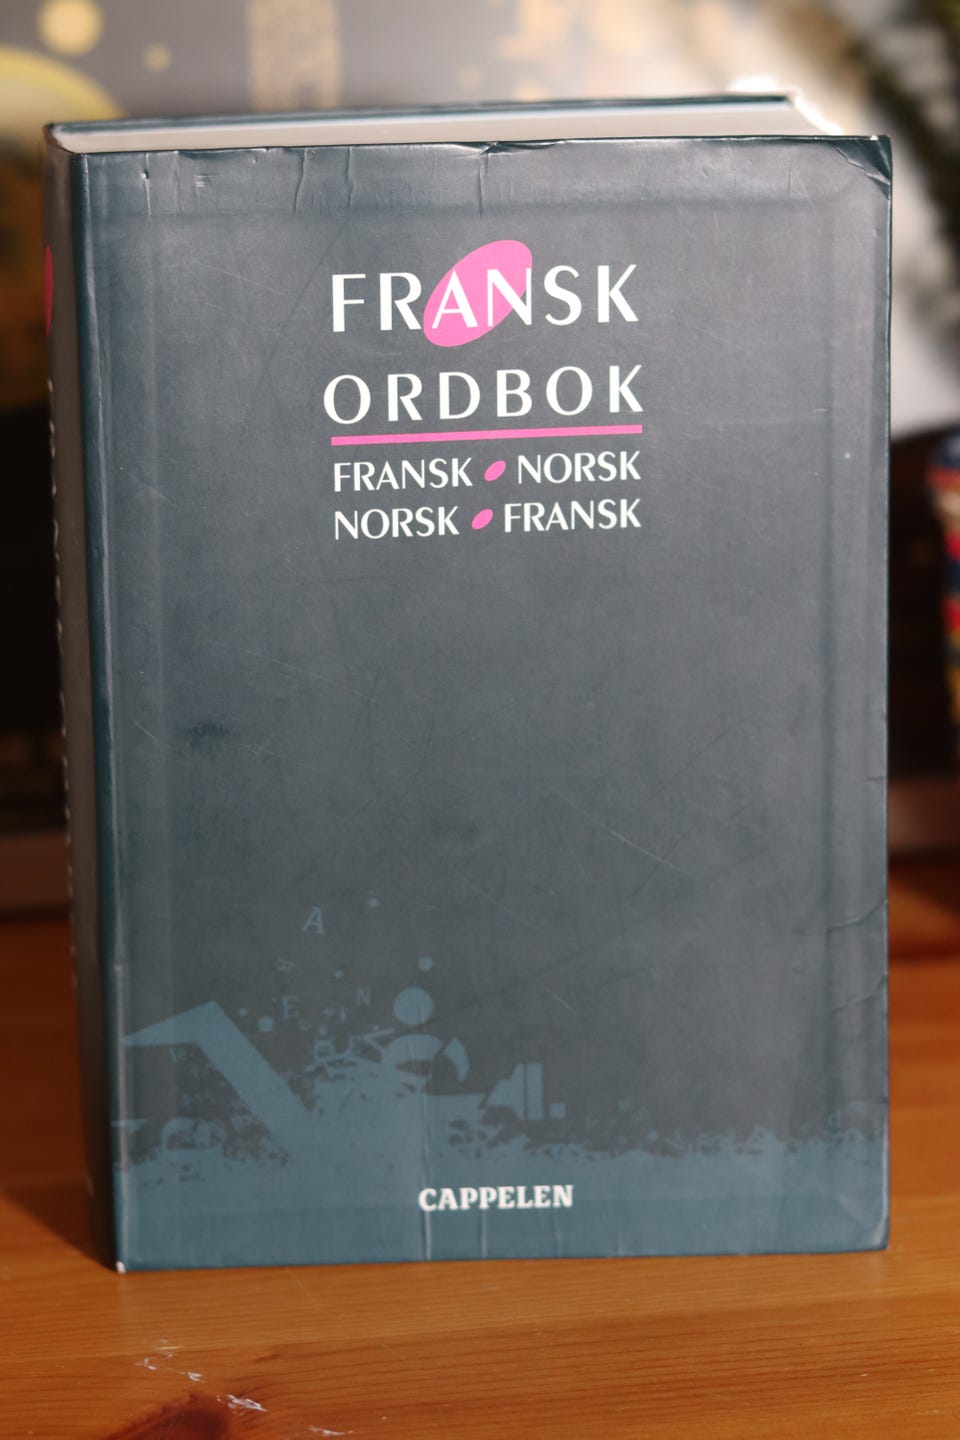 FRANSK
ORDBOK
FRANSK • NORSK
NORSK • FRANSK
A
A
E
N
CAPPELEN